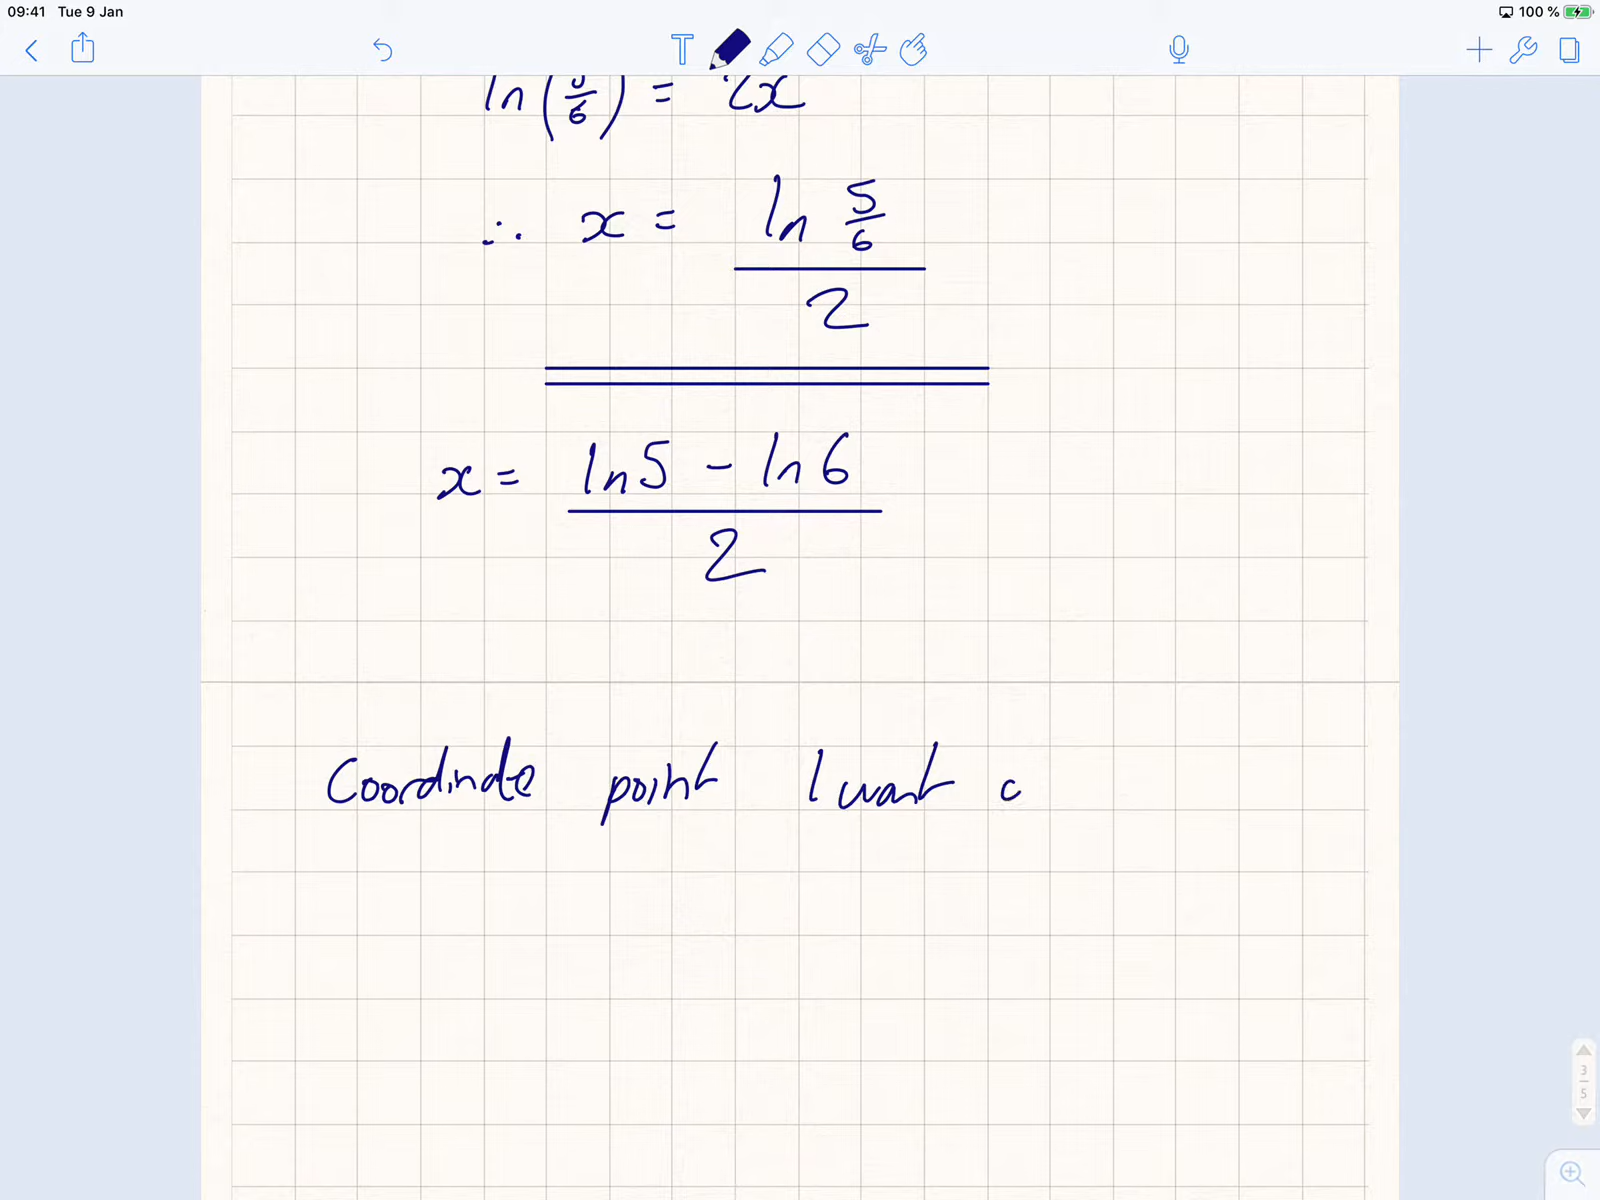 09:41 Tue 9 Jan 100 %
T
ln( /6) = 2x
∴ x = ln 5/6
2
x = ln5 - ln6
2
Coordinate point I want a
3
5